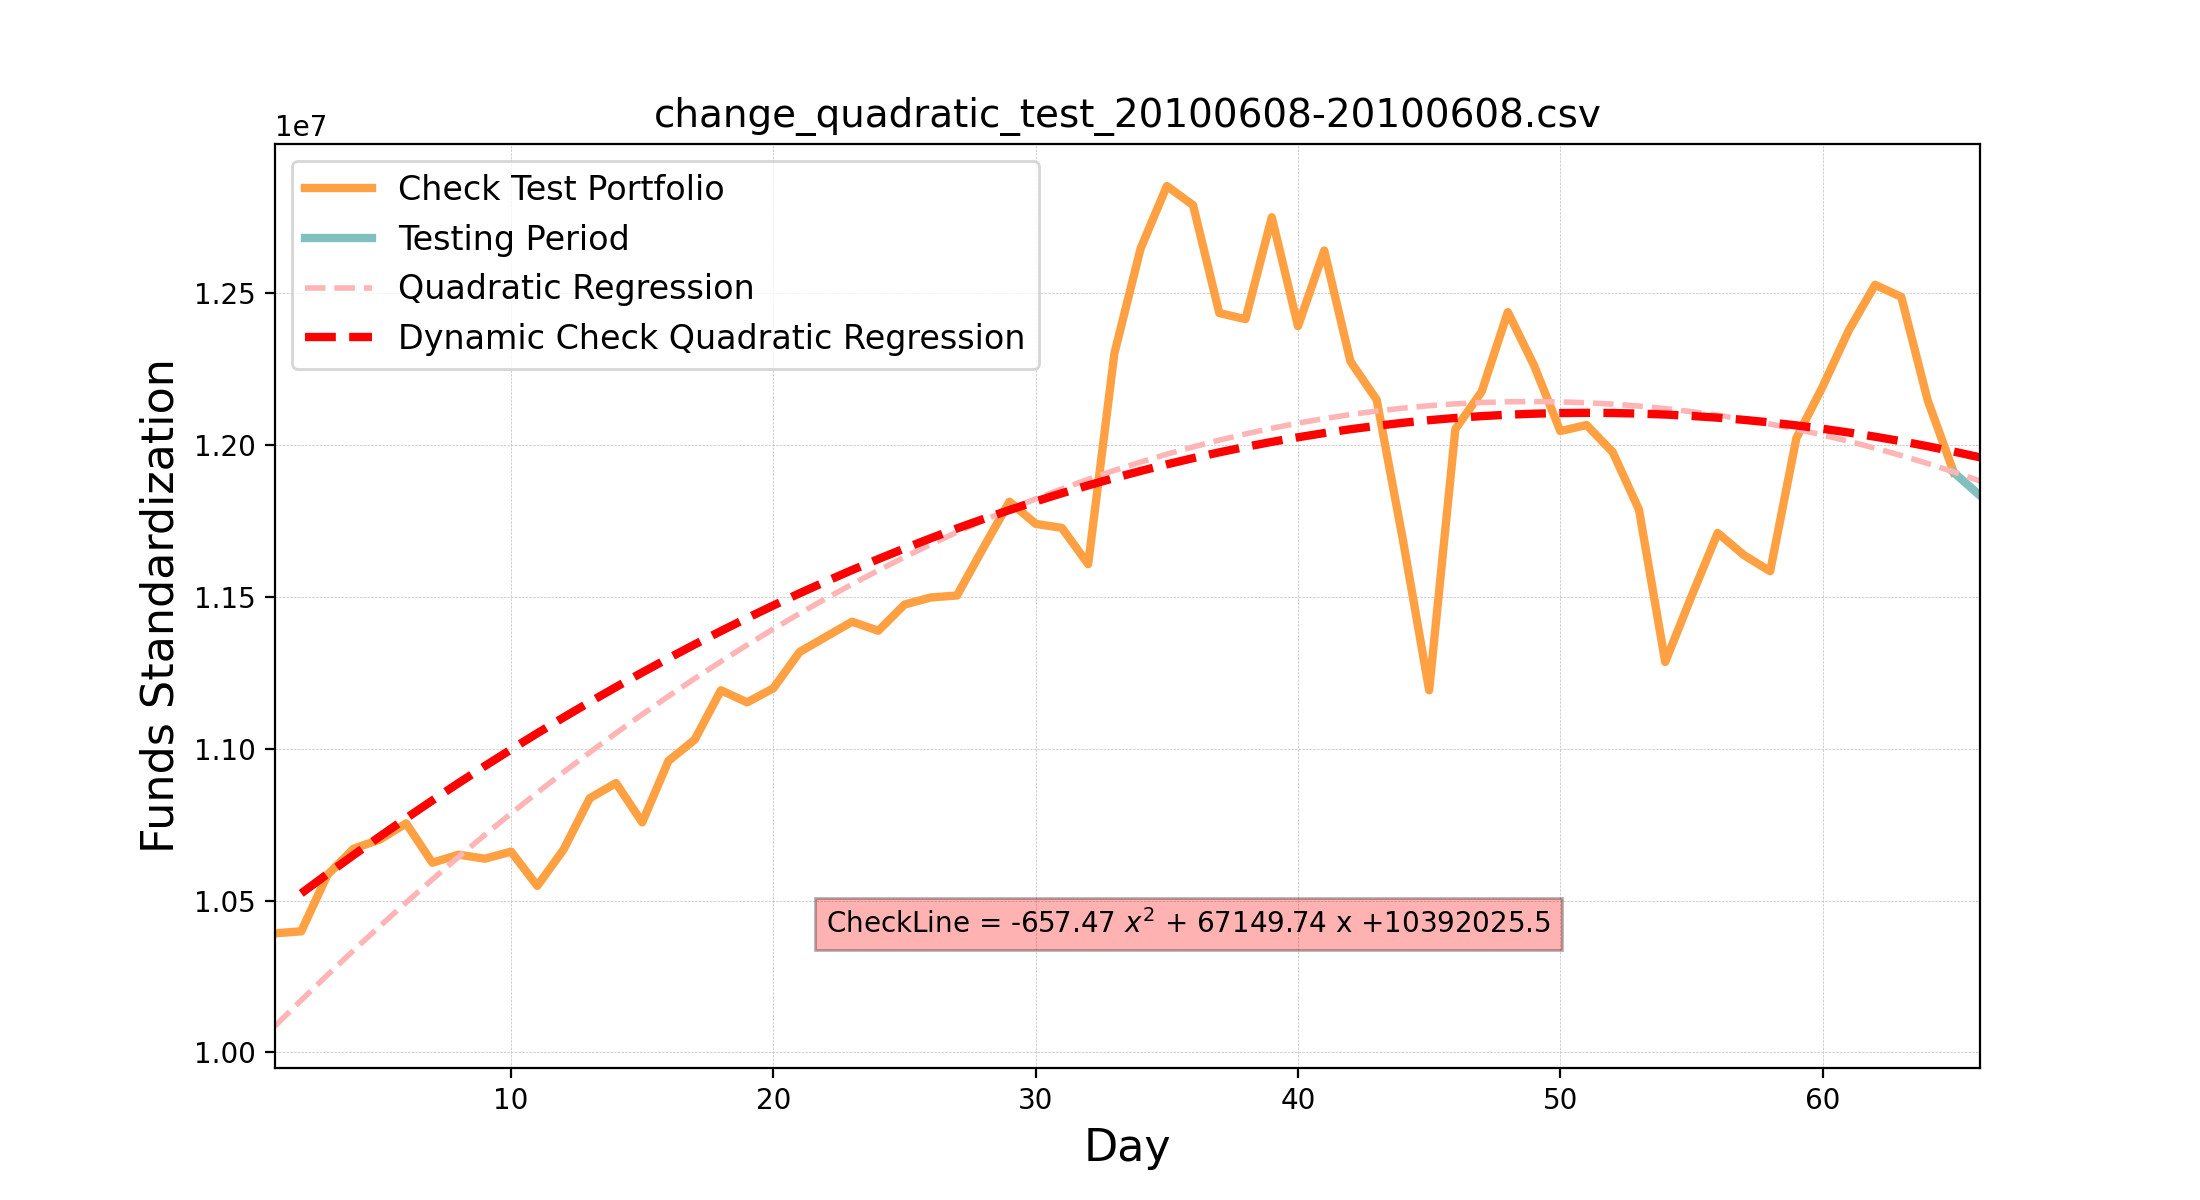 change_quadratic_test_20100608-20100608.csv
1e7
Check Test Portfolio
Testing Period
Quadratic Regression
Dynamic Check Quadratic Regression
Funds Standardization
1.25
1.20
1.15
1.10
1.05
1.00
CheckLine = -657.47 x² + 67149.74 x +10392025.5
10 20 30 40 50 60
Day